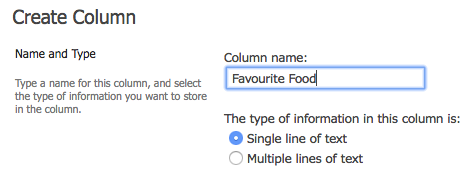 Create Column
Name and Type
Type a name for this column, and select
the type of information you want to store
in the column.
Column name:
Favourite Food
The type of information in this column is:
Single line of text
Multiple lines of text